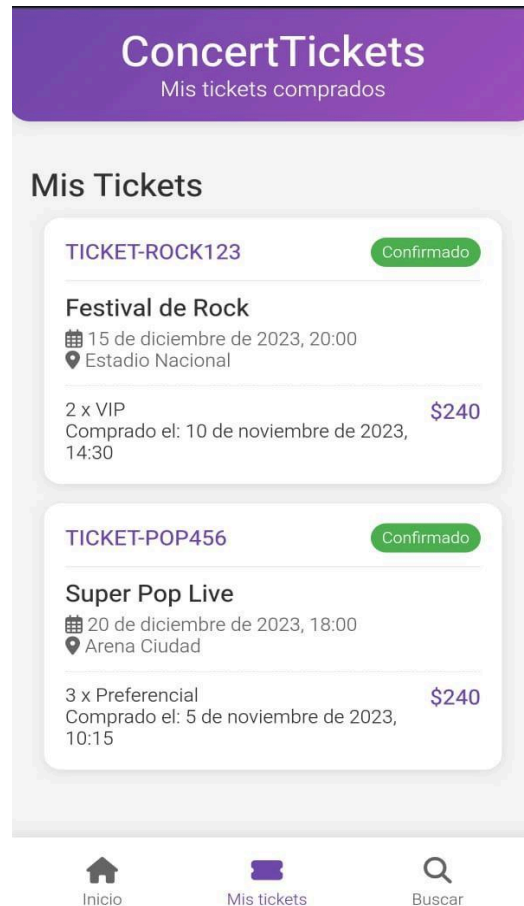 ConcertTickets
Mis tickets comprados
Mis Tickets
TICKET-ROCK123
Confirmado
Festival de Rock
15 de diciembre de 2023, 20:00
Estadio Nacional
2 x VIP
$240
Comprado el: 10 de noviembre de 2023,
14:30
TICKET-POP456
Confirmado
Super Pop Live
20 de diciembre de 2023, 18:00
Arena Ciudad
3 x Preferencial
$240
Comprado el: 5 de noviembre de 2023,
10:15
Inicio
Mis tickets
Buscar